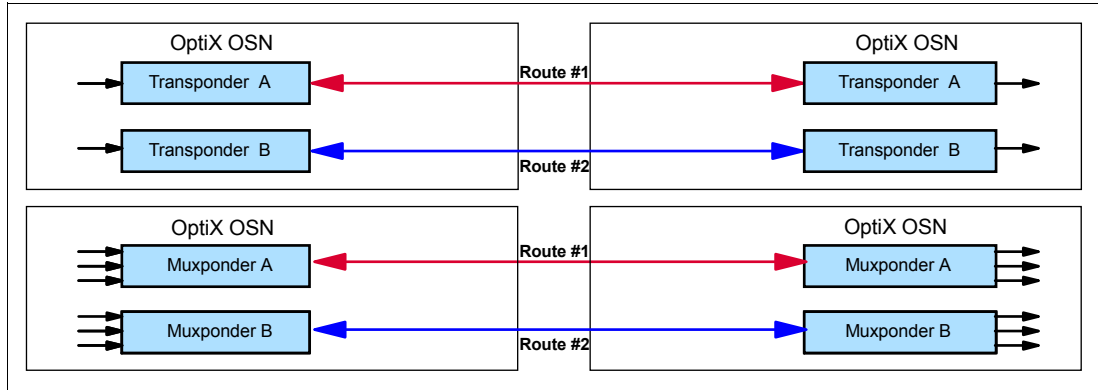 OptiX OSN
OptiX OSN
Transponder A
Route #1
Transponder A
Transponder B
Route #2
Transponder B
OptiX OSN
OptiX OSN
Muxponder A
Route #1
Muxponder A
Muxponder B
Route #2
Muxponder B